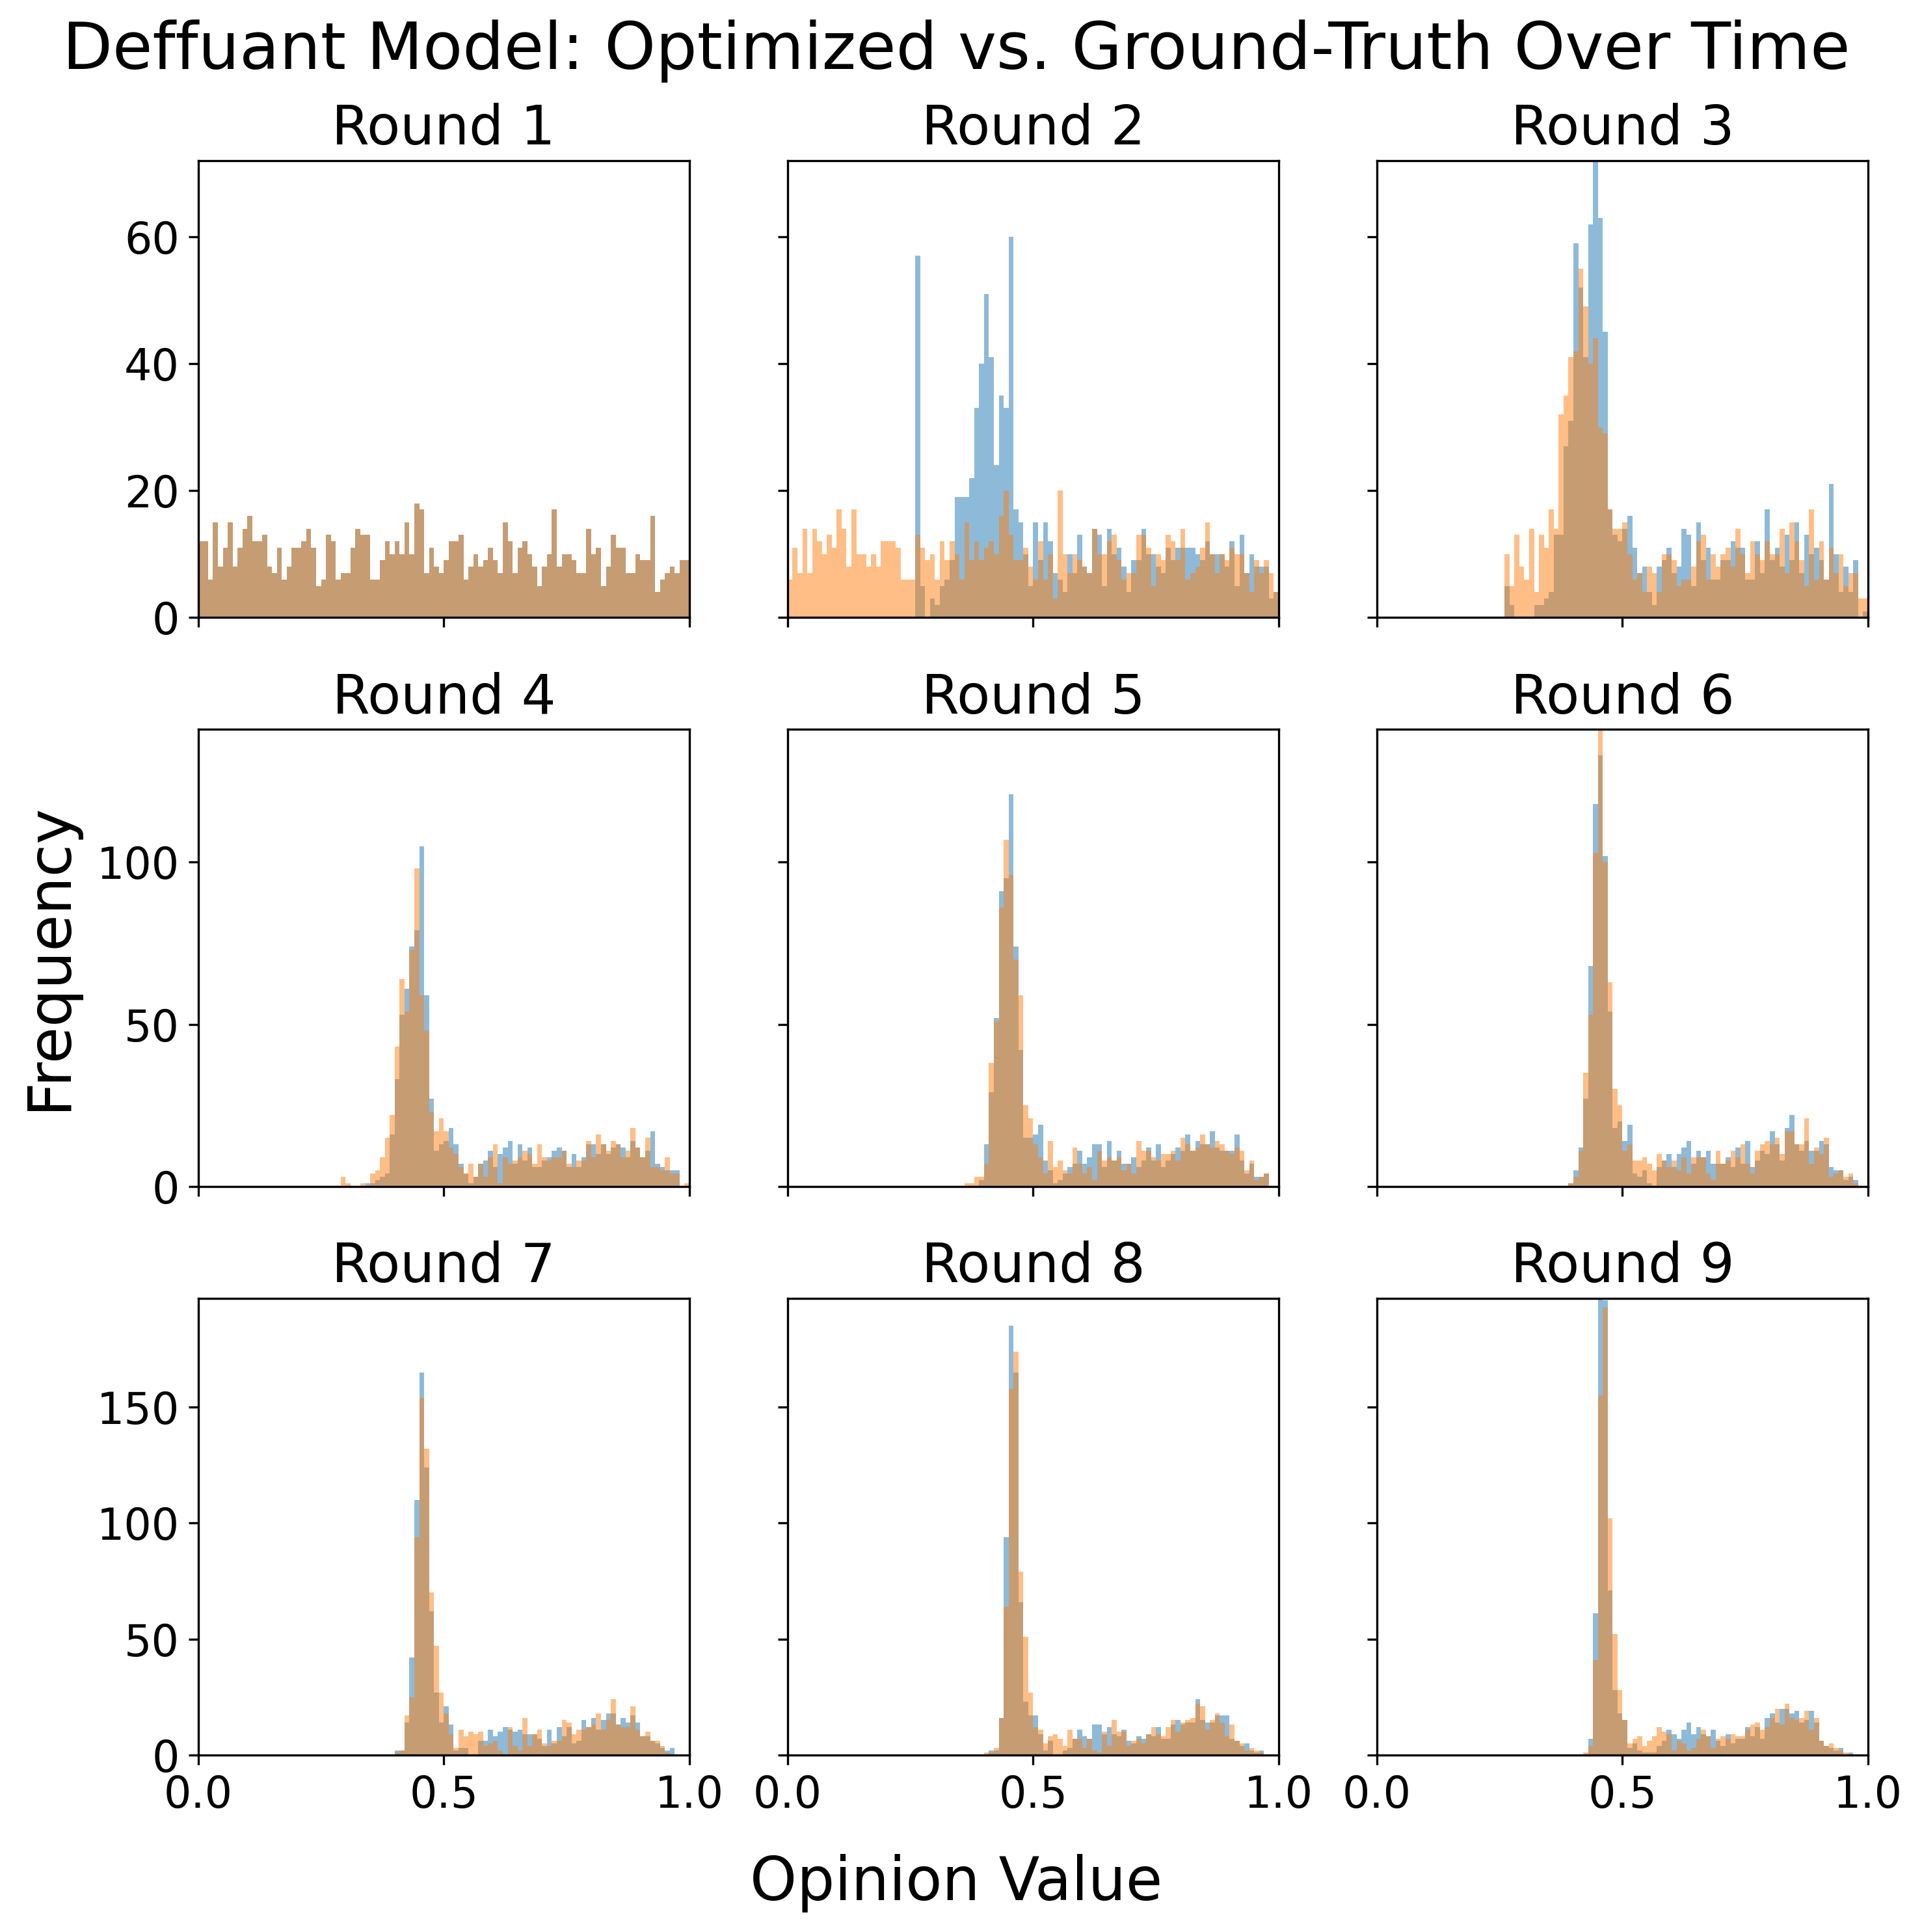 Deffuant Model: Optimized vs. Ground-Truth Over Time
Round 1
Round 2
Round 3
60
40
20
0
Round 4
Round 5
Round 6
100
50
0
Frequency
Round 7
Round 8
Round 9
150
100
50
0
0.0 0.5 1.0
0.0 0.5 1.0
0.0 0.5 1.0
Opinion Value